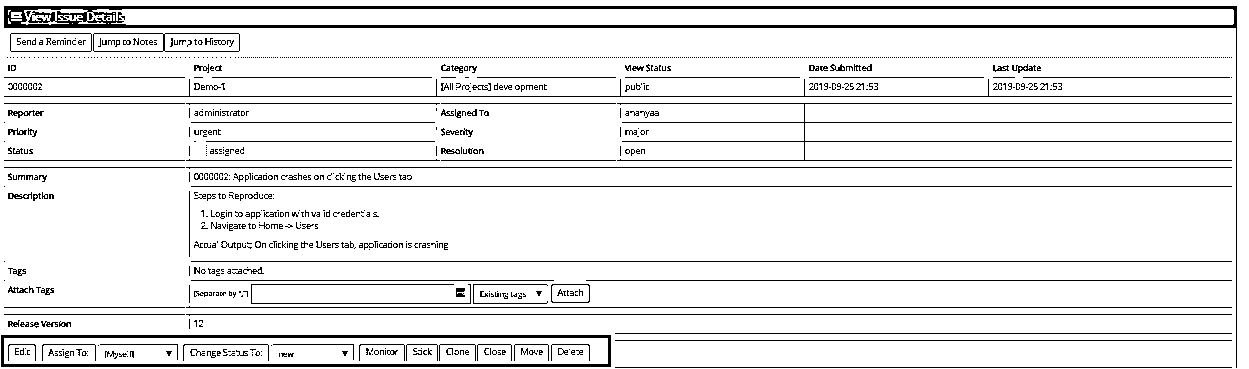 View Issue Details
Send a Reminder Jump to Notes Jump to History
ID Project Category View Status Date Submitted Last Update
0000002 Demo-1 [All Projects] development public 2019-09-25 21:53 2019-09-25 21:53
Reporter administrator Assigned To ananyaa
Priority urgent Severity major
Status assigned Resolution open
Summary 0000002: Application crashes on clicking the Users tab
Description Steps to Reproduce:
1. Login to application with valid credentials.
2. Navigate to Home -> Users
Actual Output: On clicking the Users tab, application is crashing
Tags No tags attached.
Attach Tags (Separate by ",") Existing tags Attach
Release Version 12
Edit Assign To: [Myself] Change Status To: new Monitor Stick Clone Close Move Delete